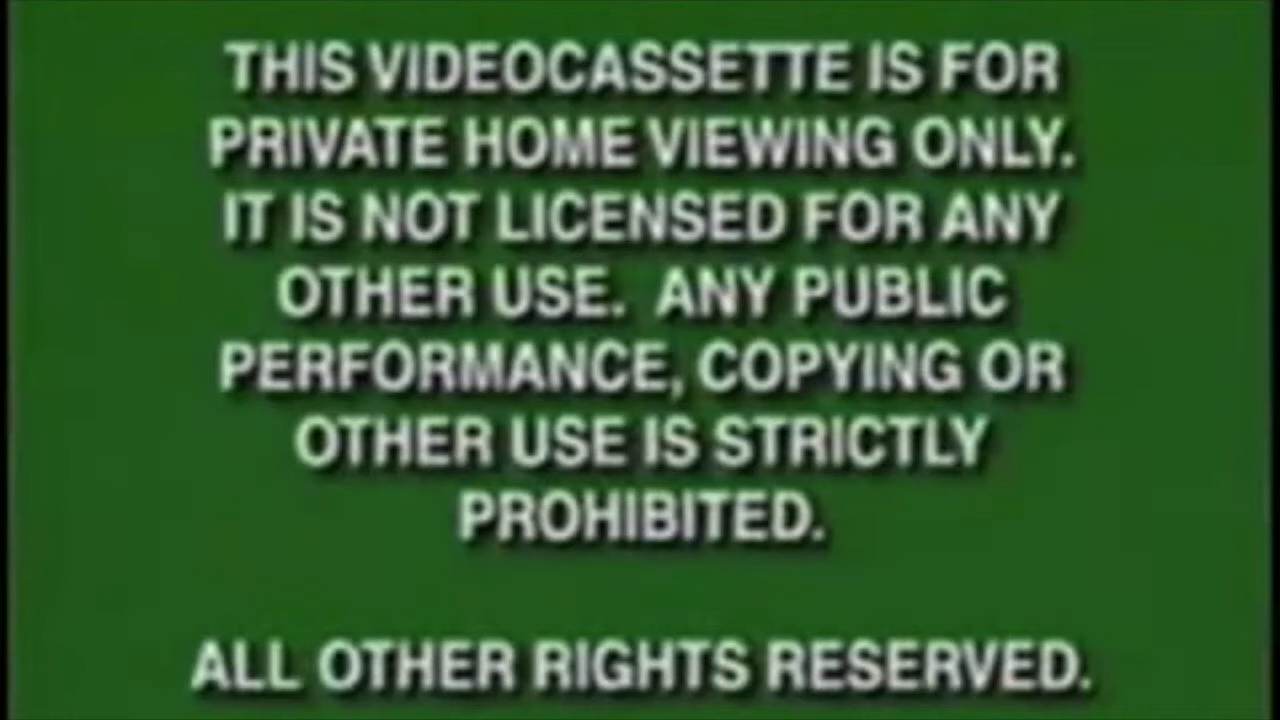 THIS VIDEOCASSETTE IS FOR
PRIVATE HOME VIEWING ONLY.
IT IS NOT LICENSED FOR ANY
OTHER USE.  ANY PUBLIC
PERFORMANCE, COPYING OR
OTHER USE IS STRICTLY
PROHIBITED.
ALL OTHER RIGHTS RESERVED.